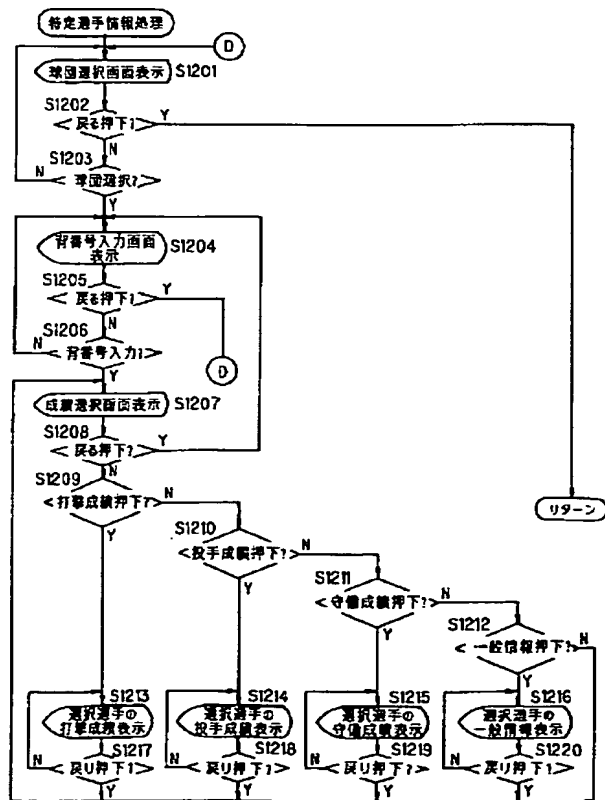 特定選手情報処理
D
球団選択画面表示 S1201
S1202
戻る押下? Y
N
S1203
N 球団選択?
Y
背番号入力画面
表示
S1204
S1205
戻る押下? Y
N
S1206
N 背番号入力?
D
Y
成績選択画面表示 S1207
S1208
戻る押下? Y
N
S1209
打撃成績押下? N
Y
リターン
S1210
投手成績押下? N
Y
S1211
守備成績押下? N
Y
S1212
一般情報押下? N
Y
S1213 S1214 S1215 S1216
選択選手の 選択選手の 選択選手の 選択選手の
打撃成績表示 投手成績表示 守備成績表示 一般情報表示
S1217 S1218 S1219 S1220
N 戻り押下? N 戻り押下? N 戻り押下? N 戻り押下?
Y Y Y Y